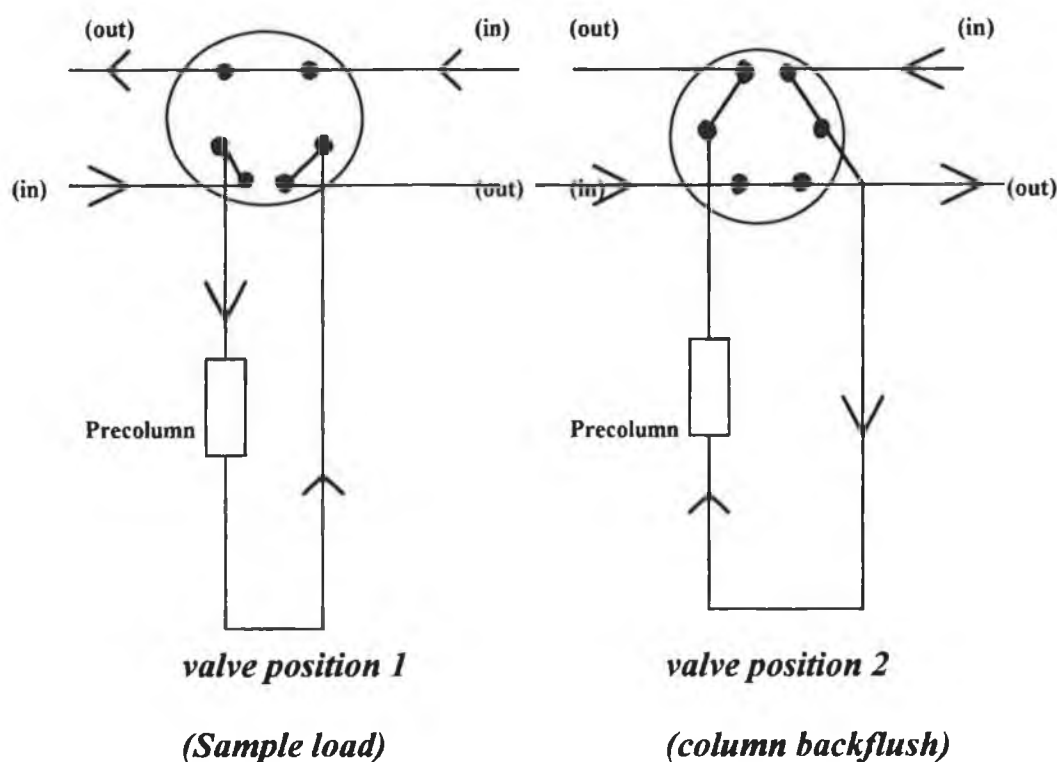 (out) (in) (out) (in)
(in) (out) (in) (out)
Precolumn Precolumn
valve position 1 valve position 2
(Sample load) (column backflush)